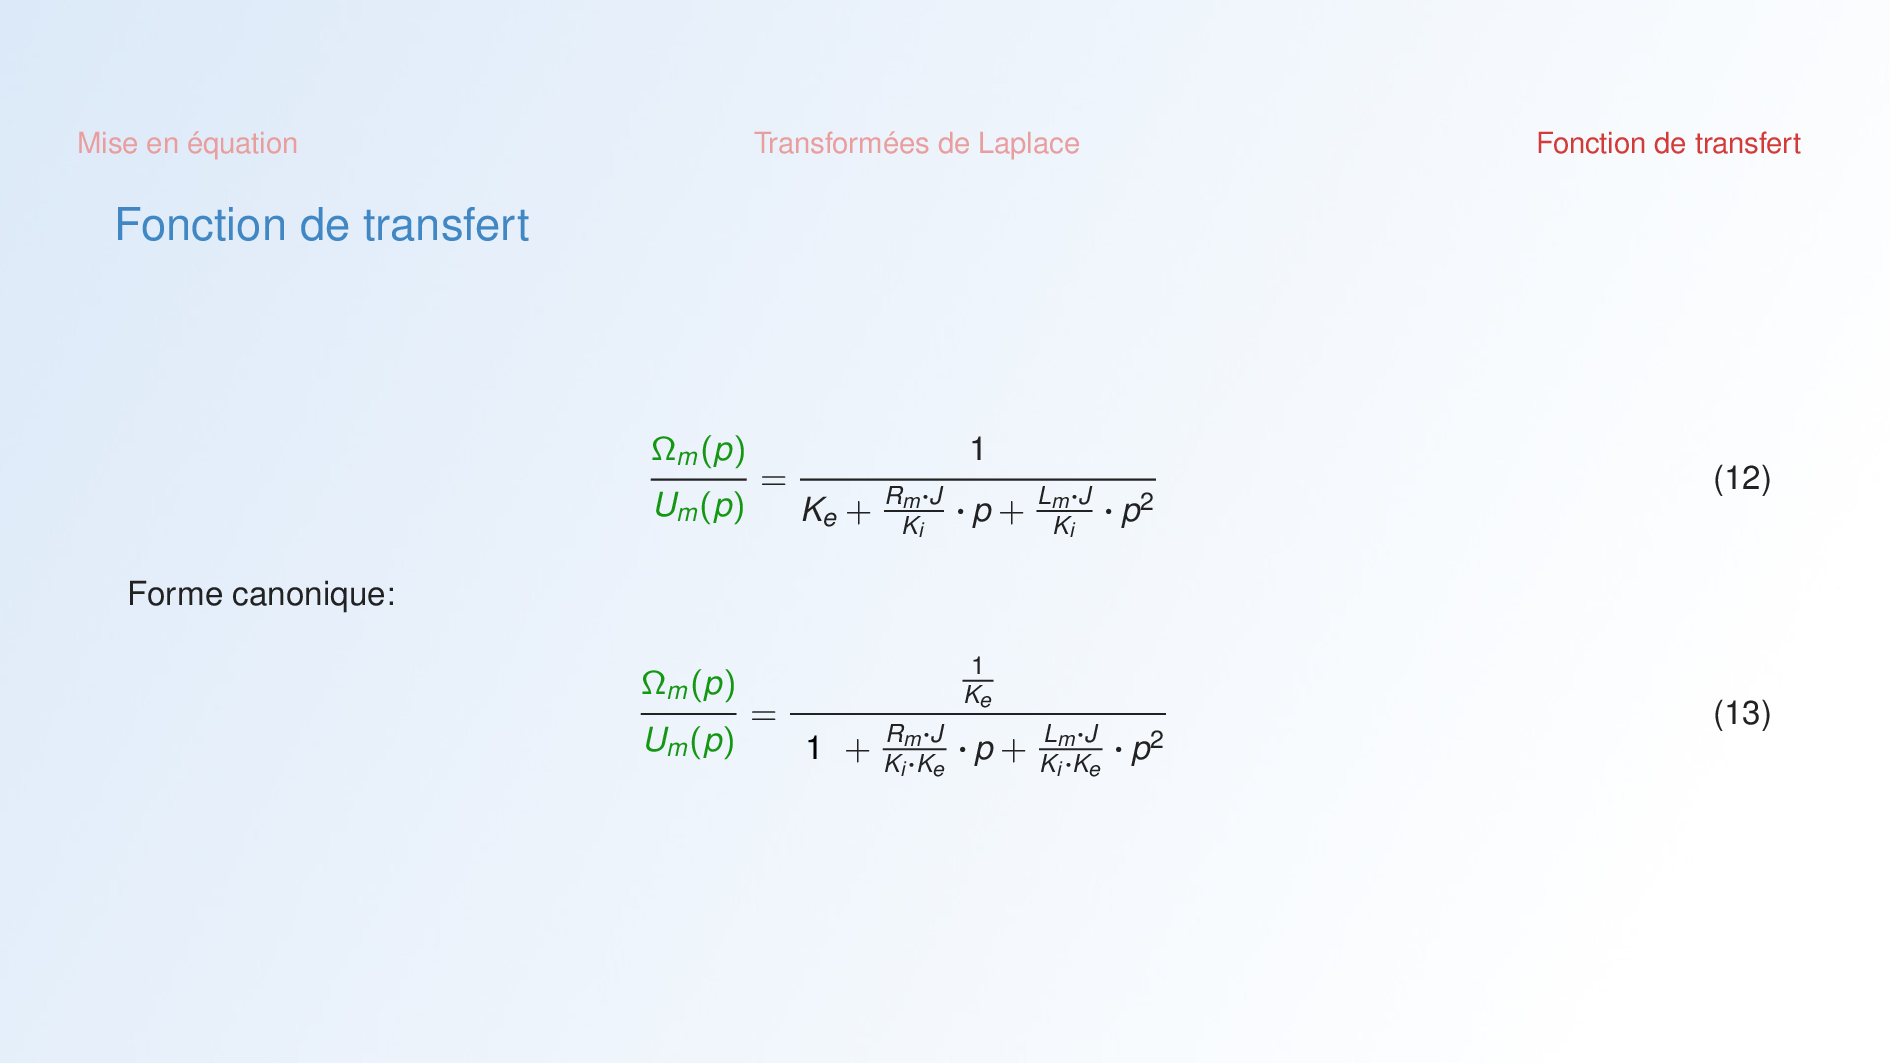 Mise en équation Transformées de Laplace Fonction de transfert
Fonction de transfert
$\frac{\Omega_m(p)}{U_m(p)} = \frac{1}{K_e + \frac{R_m \cdot J}{K_i} \cdot p + \frac{L_m \cdot J}{K_i} \cdot p^2}$ (12)
Forme canonique:
$\frac{\Omega_m(p)}{U_m(p)} = \frac{\frac{1}{K_e}}{1 + \frac{R_m \cdot J}{K_i \cdot K_e} \cdot p + \frac{L_m \cdot J}{K_i \cdot K_e} \cdot p^2}$ (13)